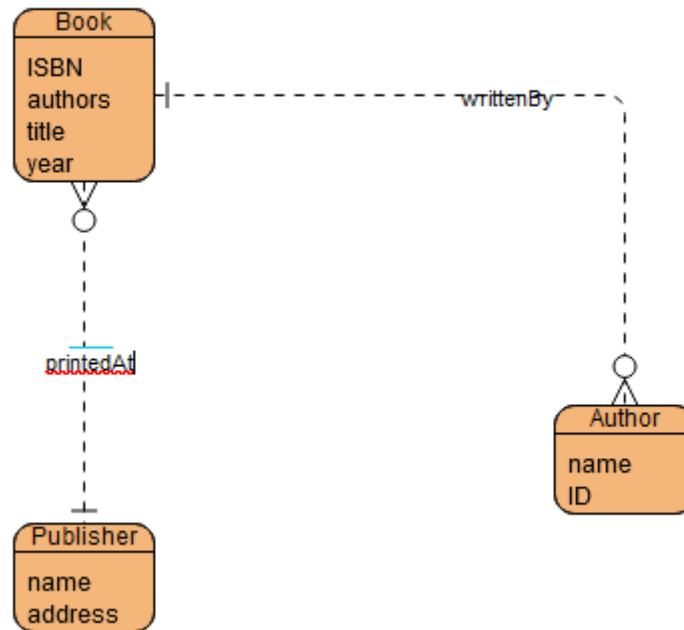 Book
ISBN
authors
title
year
writtenBy
printedAt
Author
name
ID
Publisher
name
address